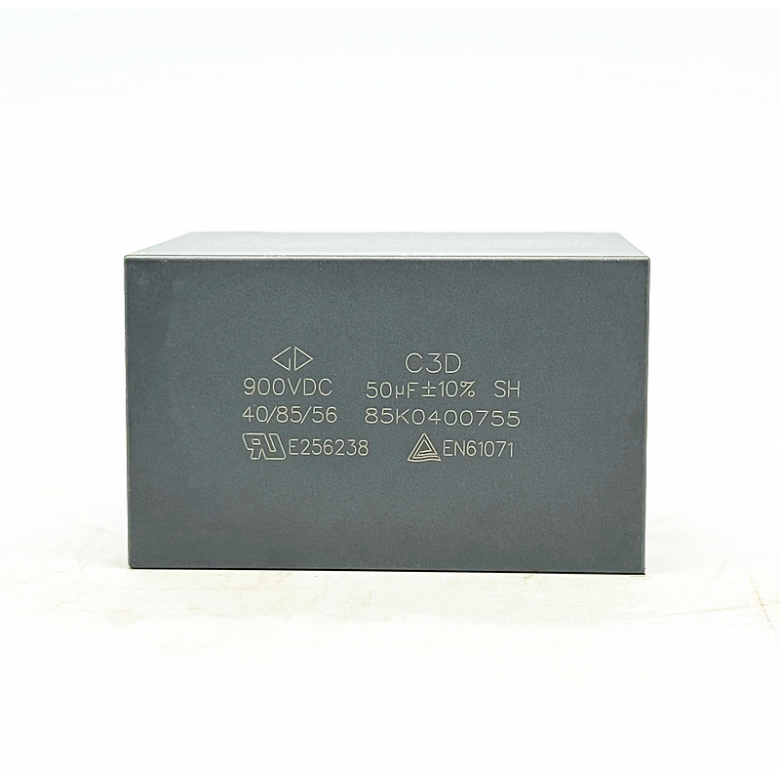 C3D
900VDC 50µF±10% SH
40/85/56 85K0400755
E256238 EN61071